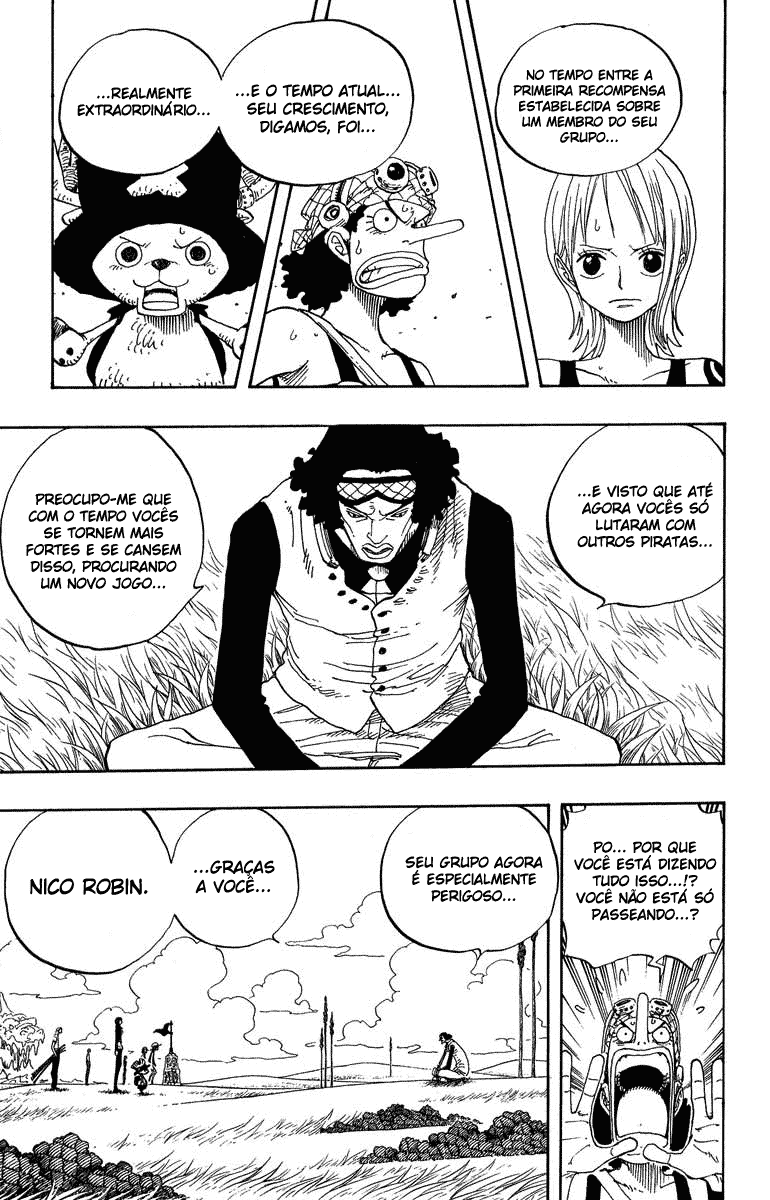 NO TEMPO ENTRE A
PRIMEIRA RECOMPENSA
ESTABELECIDA SOBRE
UM MEMBRO DO SEU
GRUPO...
...E O TEMPO ATUAL...
SEU CRESCIMENTO,
DIGAMOS, FOI...
...REALMENTE
EXTRAORDINÁRIO...
...E VISTO QUE ATÉ
AGORA VOCÊS SÓ
LUTARAM COM
OUTROS PIRATAS...
PREOCUPO-ME QUE
COM O TEMPO VOCÊS
SE TORNEM MAIS
FORTES E SE CANSEM
DISSO, PROCURANDO
UM NOVO JOGO...
PO... POR QUE
VOCÊ ESTÁ DIZENDO
TUDO ISSO...!?
VOCÊ NÃO ESTÁ SÓ
PASSEANDO...?
SEU GRUPO AGORA
É ESPECIALMENTE
PERIGOSO...
...GRAÇAS
A VOCÊ...
NICO ROBIN.